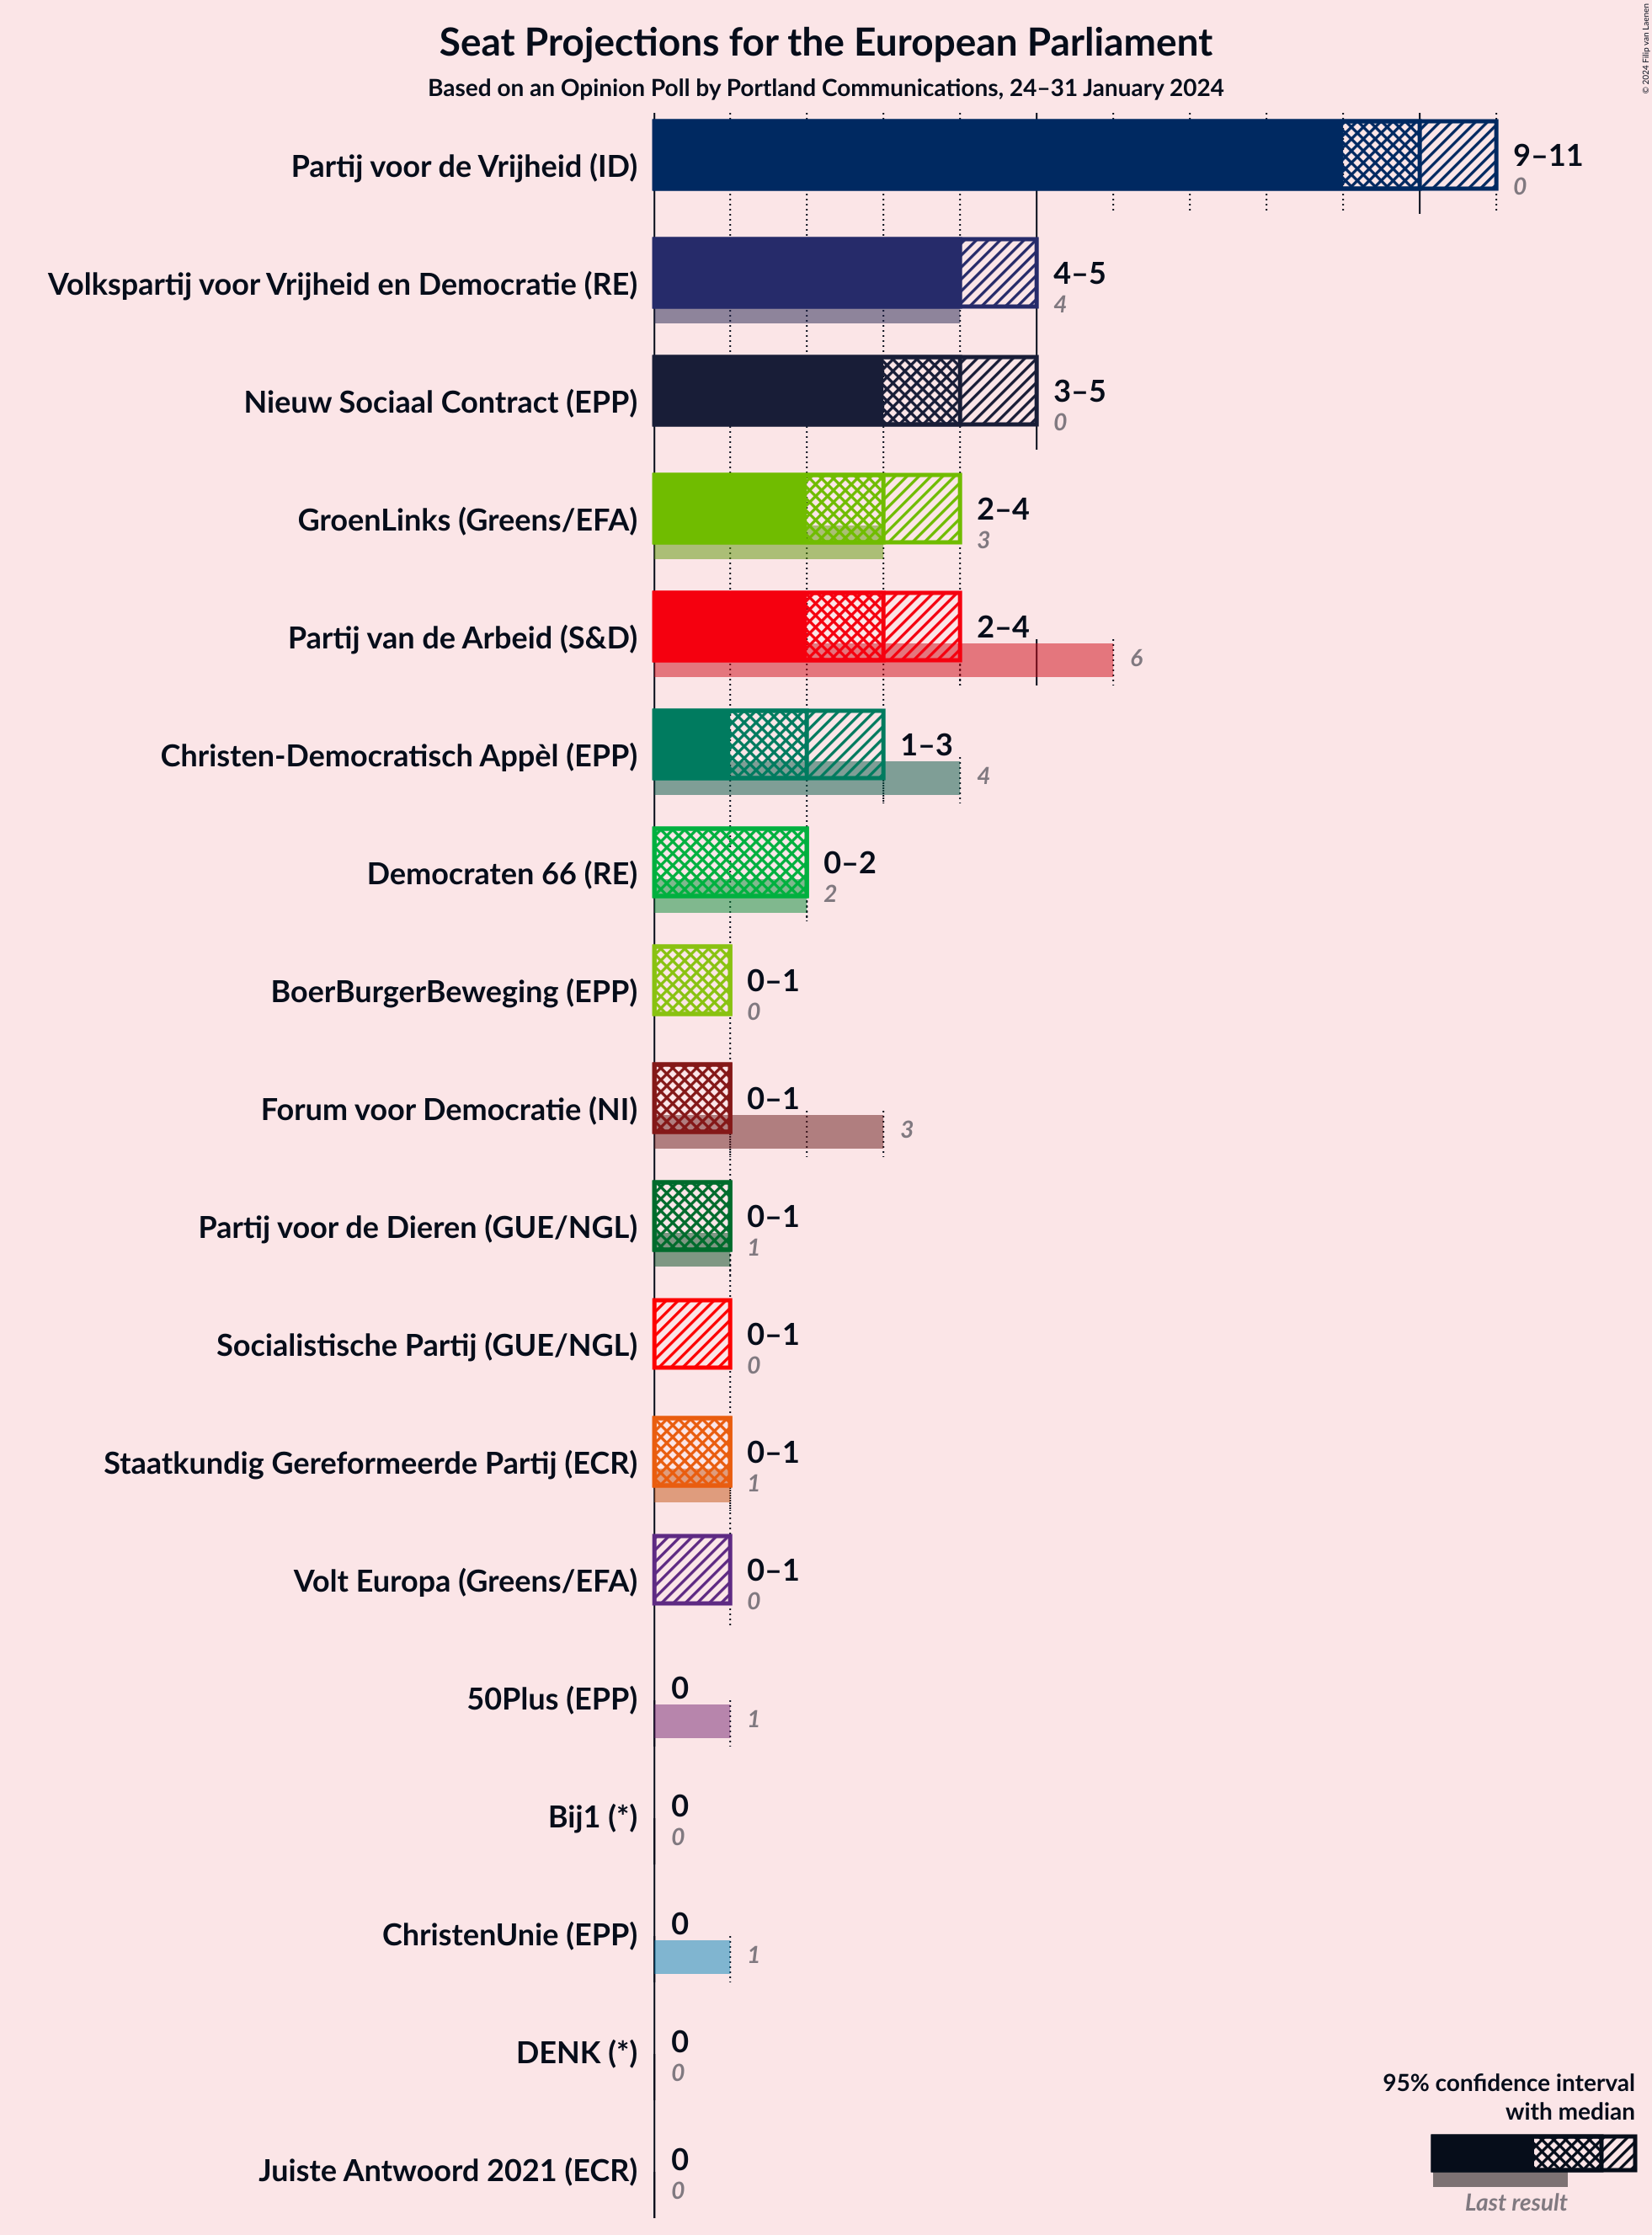 Seat Projections for the European Parliament
Based on an Opinion Poll by Portland Communications, 24–31 January 2024
© 2024 Filip van Laenen
Partij voor de Vrijheid (ID)
9–11
0
Volkspartij voor Vrijheid en Democratie (RE)
4–5
4
Nieuw Sociaal Contract (EPP)
3–5
0
GroenLinks (Greens/EFA)
2–4
3
Partij van de Arbeid (S&D)
2–4
6
Christen-Democratisch Appèl (EPP)
1–3
4
Democraten 66 (RE)
0–2
2
BoerBurgerBeweging (EPP)
0–1
0
Forum voor Democratie (NI)
0–1
3
Partij voor de Dieren (GUE/NGL)
0–1
1
Socialistische Partij (GUE/NGL)
0–1
0
Staatkundig Gereformeerde Partij (ECR)
0–1
1
Volt Europa (Greens/EFA)
0–1
0
50Plus (EPP)
0
1
Bij1 (*)
0
0
ChristenUnie (EPP)
0
1
DENK (*)
0
0
Juiste Antwoord 2021 (ECR)
0
0
95% confidence interval
with median
Last result